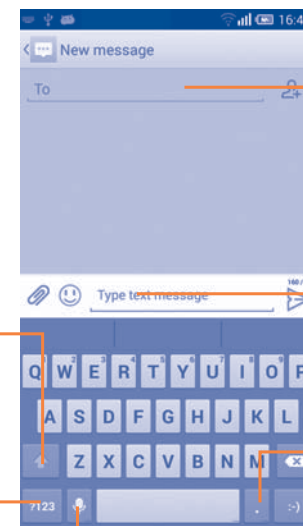 16:4
New message
To
160/
Type text message
Q W E R T Y U I O P
A S D F G H J K L
Z X C V B N M
?123 . :-)